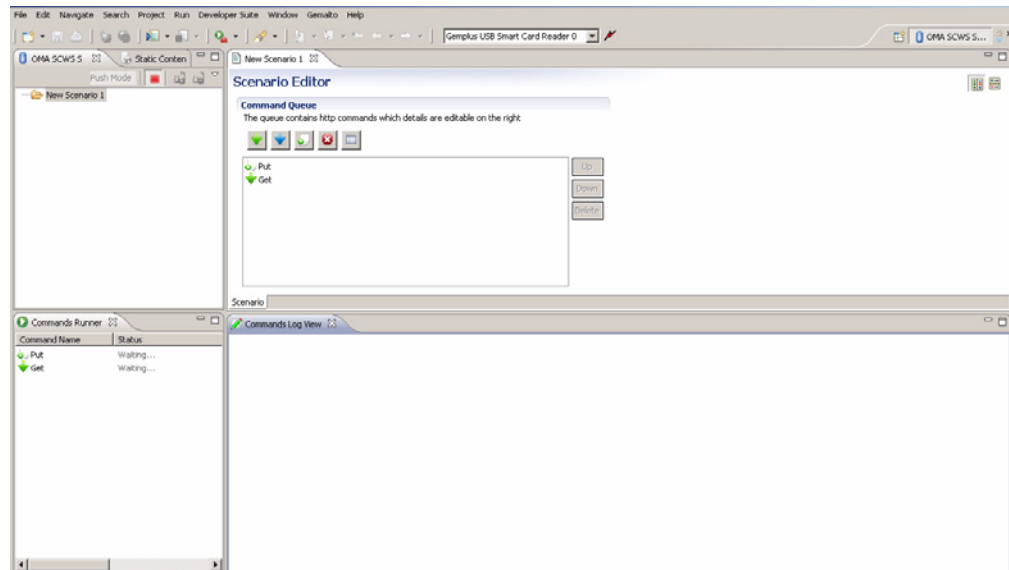 File Edit Navigate Search Project Run Developer Suite Window Gemalto Help
Gemplus USB Smart Card Reader 0
OMA SCWS S...
OMA SCWS S
Static Conten
New Scenario 1
Push Mode
New Scenario 1
Scenario Editor
Command Queue
The queue contains http commands which details are editable on the right
Put
Get
Up
Down
Delete
Scenario
Commands Runner
Commands Log View
Command Name Status
Put Waiting...
Get Waiting...